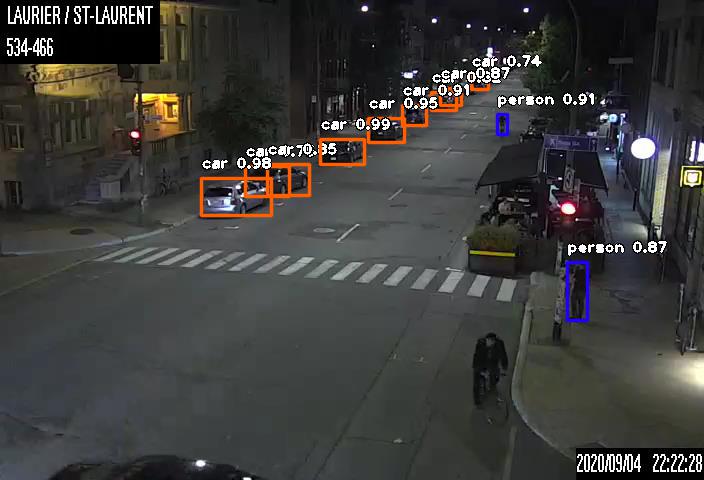 LAURIER / ST-LAURENT
534-466
car 0.74
car 0.87
car 0.91
person 0.91
car 0.95
car 0.99
car 0.85
car 0.98
person 0.87
2020/09/04 22:22:28